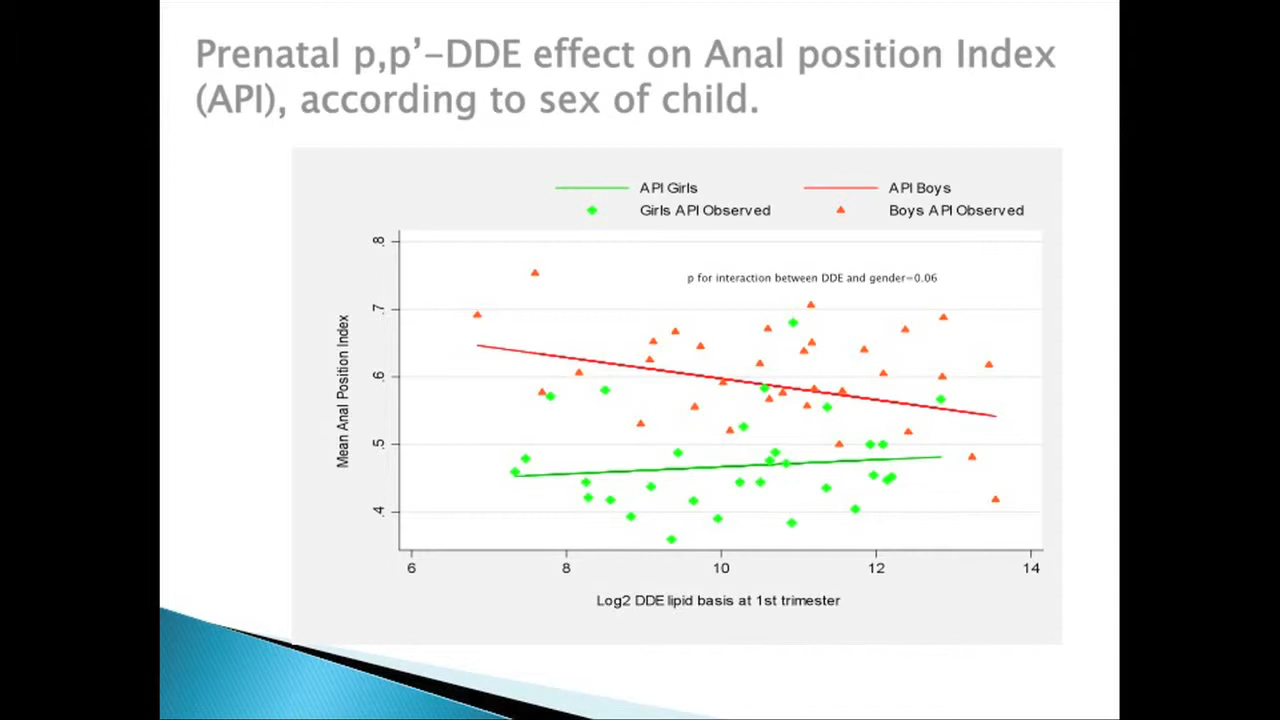 Prenatal p,p’-DDE effect on Anal position Index
(API), according to sex of child.
API Girls
API Boys
Girls API Observed
Boys API Observed
p for interaction between DDE and gender=0.06
Mean Anal Position Index
.8
.7
.6
.5
.4
6 8 10 12 14
Log2 DDE lipid basis at 1st trimester